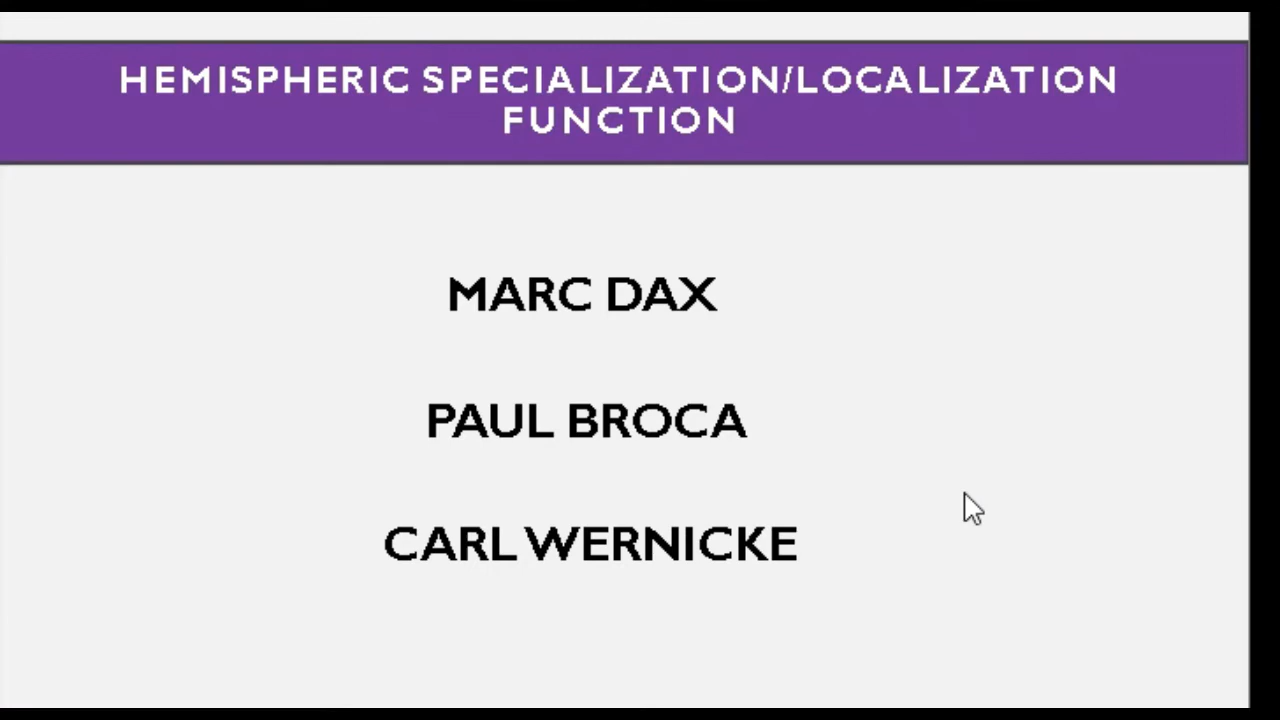 HEMISPHERIC SPECIALIZATION/LOCALIZATION
FUNCTION
MARC DAX
PAUL BROCA
CARL WERNICKE